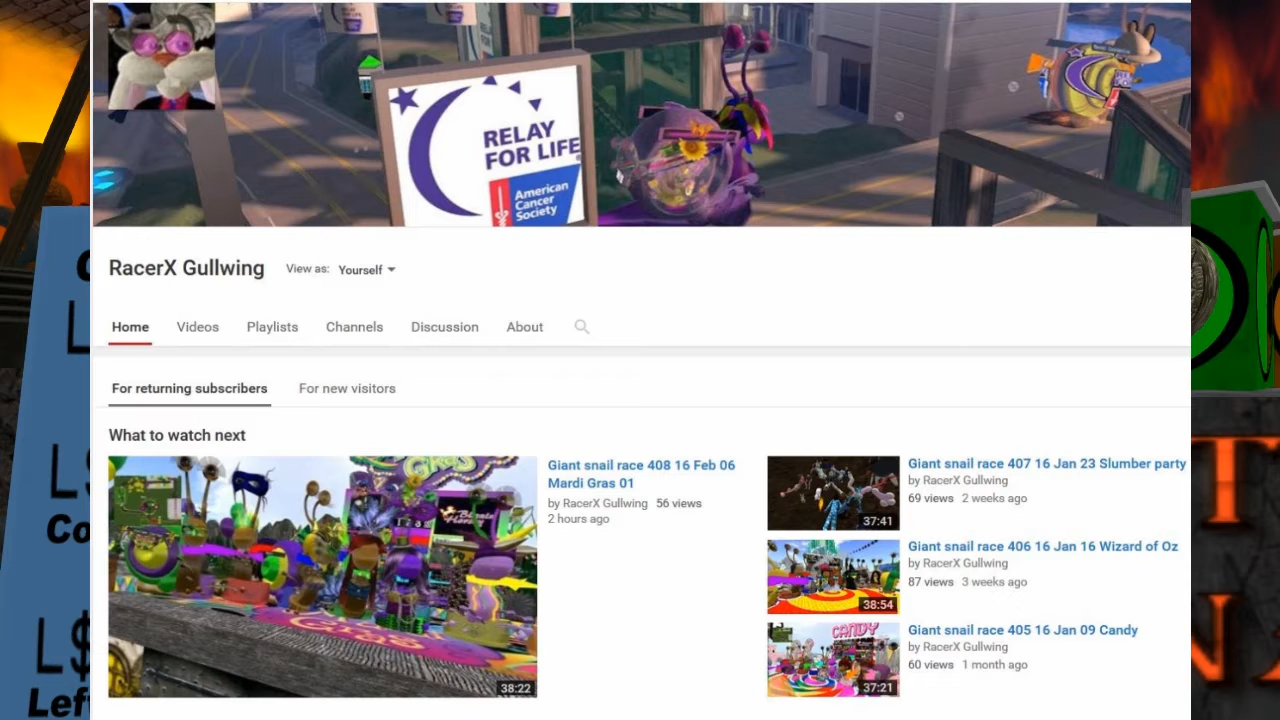 RELAY
FOR LIFE
American
Cancer
Society
RacerX Gullwing View as: Yourself
Home Videos Playlists Channels Discussion About
For returning subscribers For new visitors
What to watch next
Giant snail race 408 16 Feb 06
Mardi Gras 01
by RacerX Gullwing 56 views
2 hours ago
38:22
Giant snail race 407 16 Jan 23 Slumber party
by RacerX Gullwing
69 views 2 weeks ago
37:41
Giant snail race 406 16 Jan 16 Wizard of Oz
by RacerX Gullwing
87 views 3 weeks ago
38:54
Giant snail race 405 16 Jan 09 Candy
by RacerX Gullwing
60 views 1 month ago
CANDY
37:21
L$
Co
L$
Lef